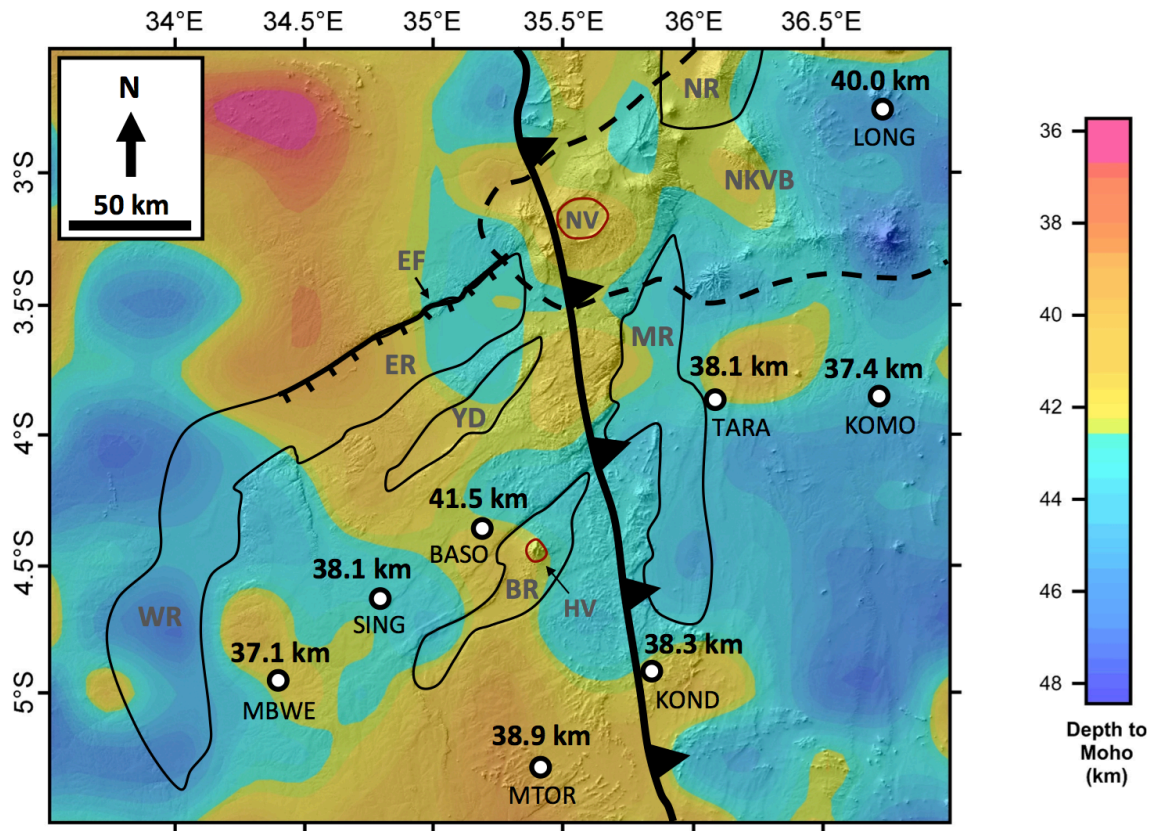 34°E 34.5°E 35°E 35.5°E 36°E 36.5°E
N
50 km
NR
40.0 km
LONG
36
3°S
NKVB
NV
38
EF
3.5°S
MR
40
ER
38.1 km
37.4 km
TARA
KOMO
YD
42
4°S
41.5 km
BASO
44
4.5°S
38.1 km
BR
HV
SING
WR
46
37.1 km
38.3 km
MBWE
KOND
5°S
48
38.9 km
MTOR
Depth to
Moho
(km)